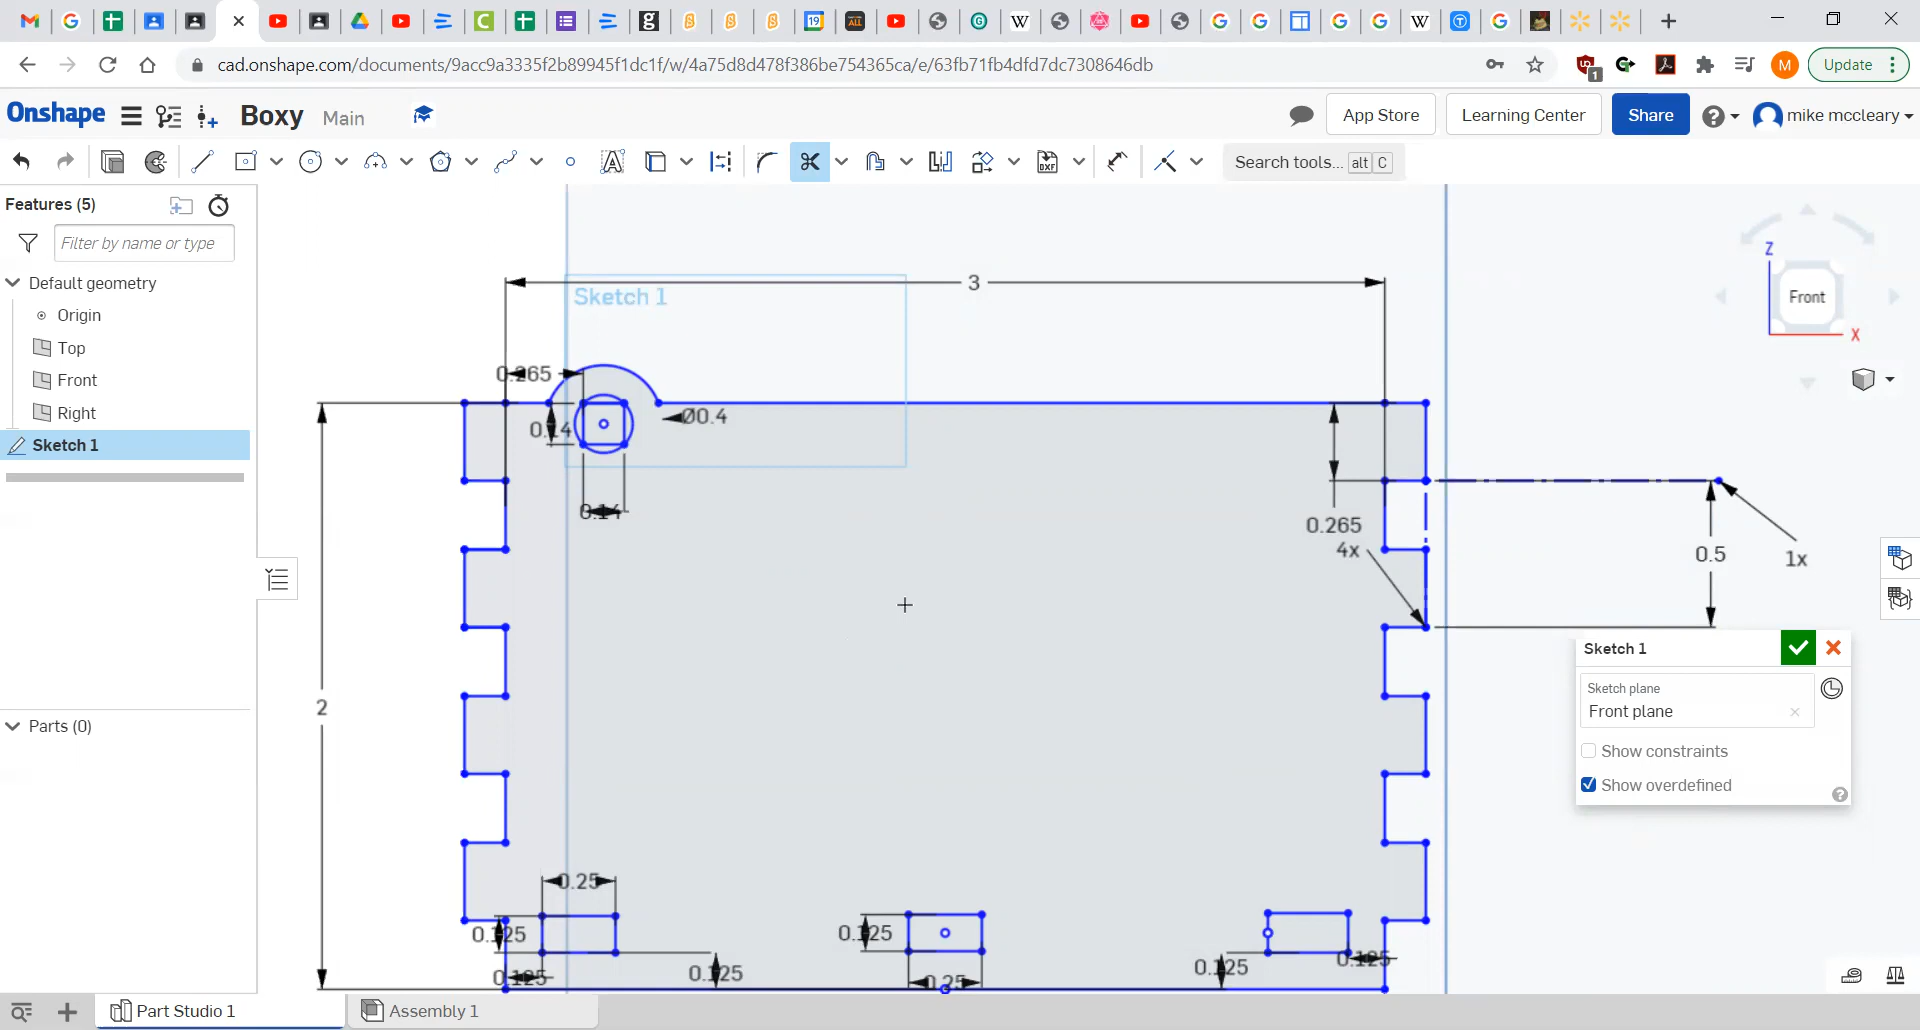 cad.onshape.com/documents/9acc9a3335f2b89945f1dc1f/w/4a75d8d478f386be754365ca/e/63fb71fb4dfd7dc7308646db
1
M
Update
Onshape
Boxy
Main
App Store
Learning Center
Share
mike mccleary
Search tools... alt C
Features (5)
Filter by name or type
Default geometry
Origin
Top
Front
Right
Sketch 1
Parts (0)
Sketch 1
3
0.265
Ø0.4
0.14
0.14
0.265
4x
0.5
1x
2
0.25
0.125
0.125
0.125
0.125
0.25
0.125
0.125
Z
Front
X
Sketch 1
Sketch plane
Front plane
Show constraints
Show overdefined
Part Studio 1
Assembly 1